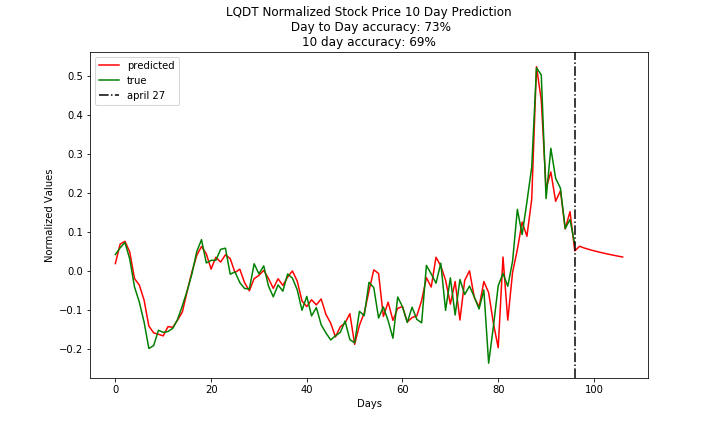 LQDT Normalized Stock Price 10 Day Prediction
Day to Day accuracy: 73%
10 day accuracy: 69%
predicted
true
april 27
Normalized Values
0.5
0.4
0.3
0.2
0.1
0.0
−0.1
−0.2
0 20 40 60 80 100
Days